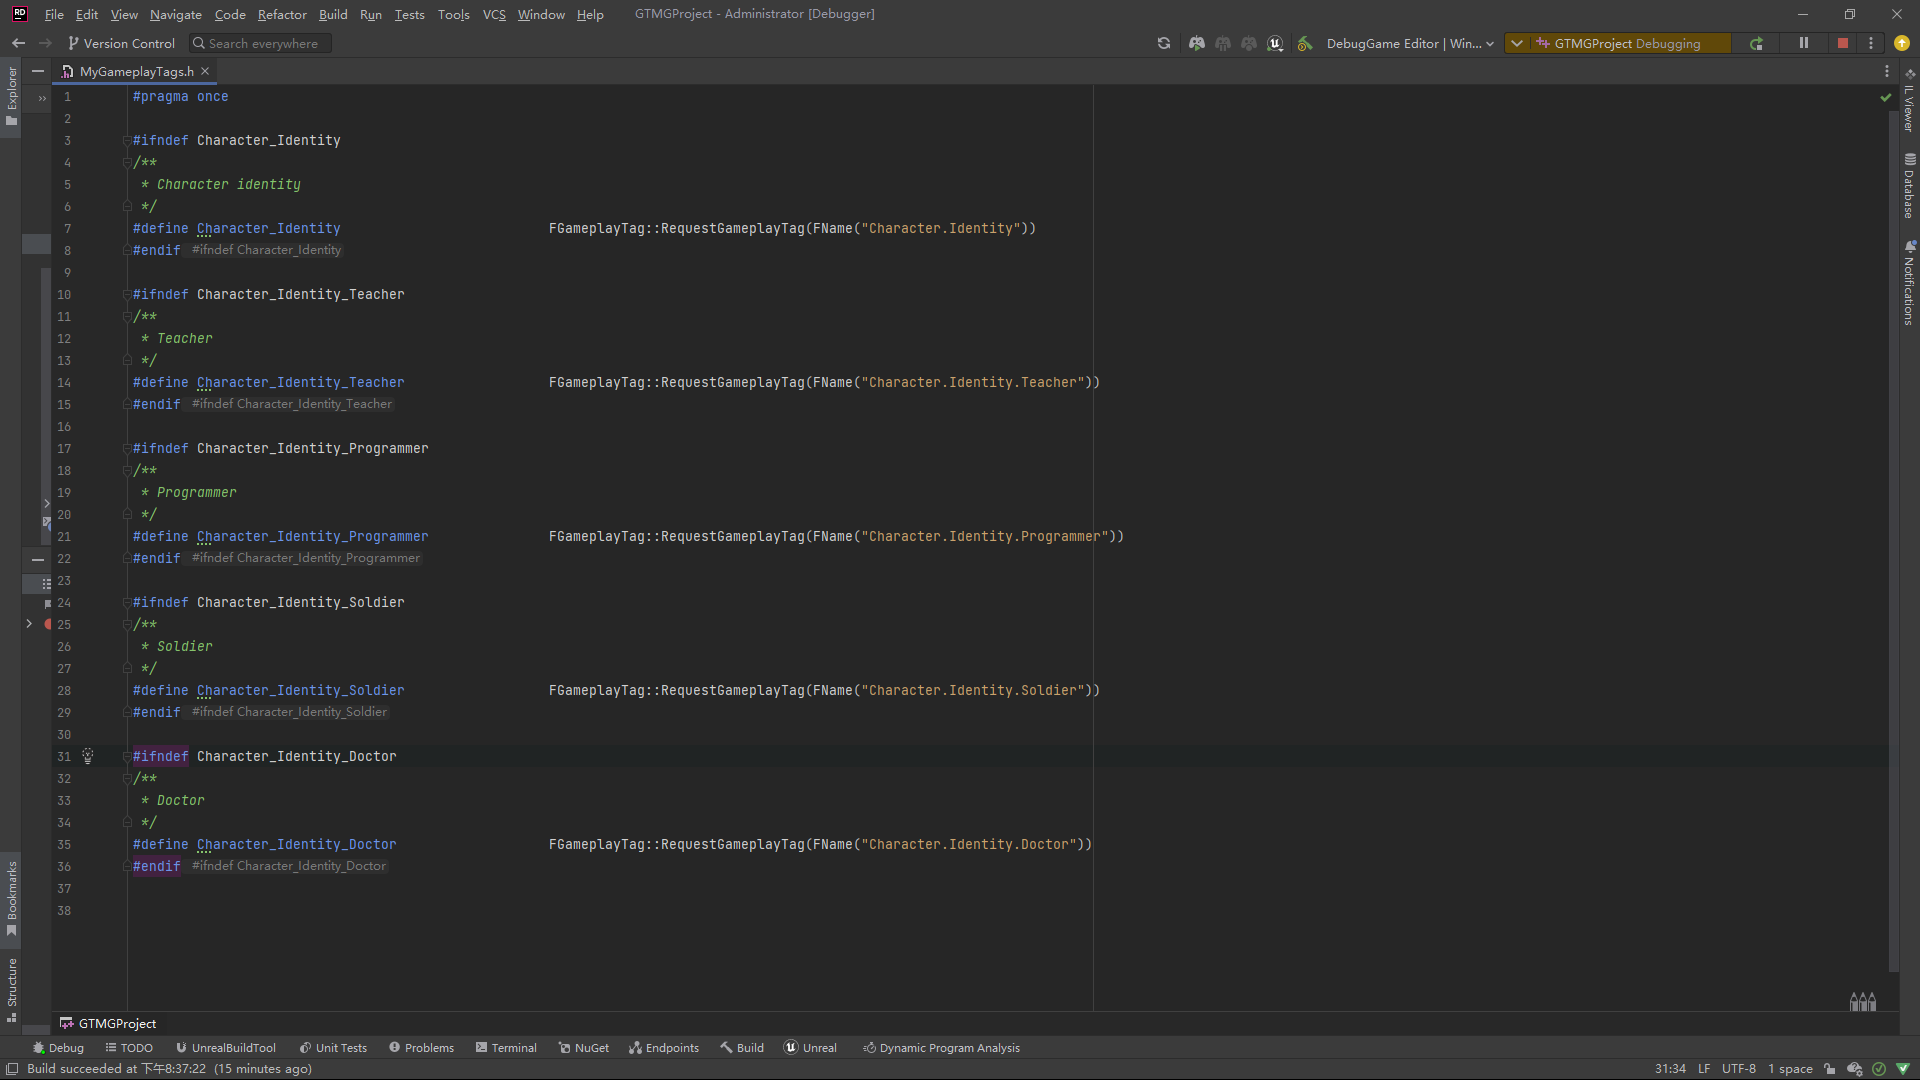 RD File Edit View Navigate Code Refactor Build Run Tests Tools VCS Window Help GTMGProject - Administrator [Debugger]
Version Control Search everywhere DebugGame Editor | Win... GTMGProject Debugging
Explorer
MyGameplayTags.h
IL Viewer
Database
Notifications
1 #pragma once
2
3 #ifndef Character_Identity
4 /**
5 * Character identity
6 */
7 #define Character_Identity FGameplayTag::RequestGameplayTag(FName("Character.Identity"))
8 #endif #ifndef Character_Identity
9
10 #ifndef Character_Identity_Teacher
11 /**
12 * Teacher
13 */
14 #define Character_Identity_Teacher FGameplayTag::RequestGameplayTag(FName("Character.Identity.Teacher"))
15 #endif #ifndef Character_Identity_Teacher
16
17 #ifndef Character_Identity_Programmer
18 /**
19 * Programmer
20 */
21 #define Character_Identity_Programmer FGameplayTag::RequestGameplayTag(FName("Character.Identity.Programmer"))
22 #endif #ifndef Character_Identity_Programmer
23
24 #ifndef Character_Identity_Soldier
25 /**
26 * Soldier
27 */
28 #define Character_Identity_Soldier FGameplayTag::RequestGameplayTag(FName("Character.Identity.Soldier"))
29 #endif #ifndef Character_Identity_Soldier
30
31 #ifndef Character_Identity_Doctor
32 /**
33 * Doctor
34 */
35 #define Character_Identity_Doctor FGameplayTag::RequestGameplayTag(FName("Character.Identity.Doctor"))
36 #endif #ifndef Character_Identity_Doctor
37
38
Bookmarks
Structure
GTMGProject
Debug TODO UnrealBuildTool Unit Tests Problems Terminal NuGet Endpoints Build Unreal Dynamic Program Analysis
Build succeeded at 下午8:37:22 (15 minutes ago) 31:34 LF UTF-8 1 space